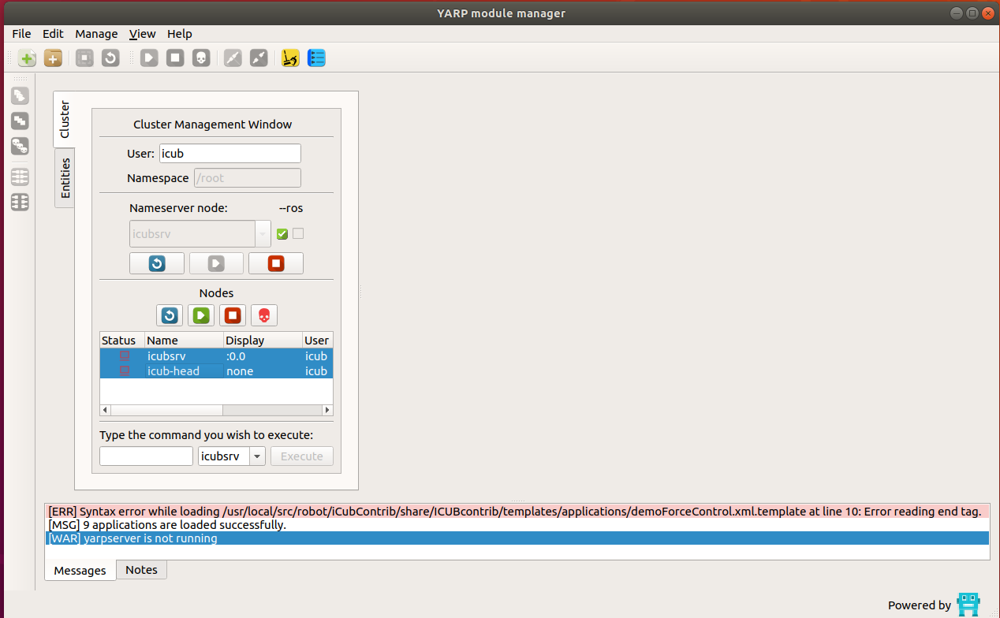 YARP module manager
File Edit Manage View Help
Cluster
Entities
Cluster Management Window
User: icub
Namespace /root
Nameserver node: --ros
icubsrv
Nodes
Status Name Display User
icubsrv :0.0 icub
icub-head none icub
Type the command you wish to execute:
icubsrv Execute
[ERR] Syntax error while loading /usr/local/src/robot/iCubContrib/share/ICUBcontrib/templates/applications/demoForceControl.xml.template at line 10: Error reading end tag.
[MSG] 9 applications are loaded successfully.
[WAR] yarpserver is not running
Messages Notes
Powered by